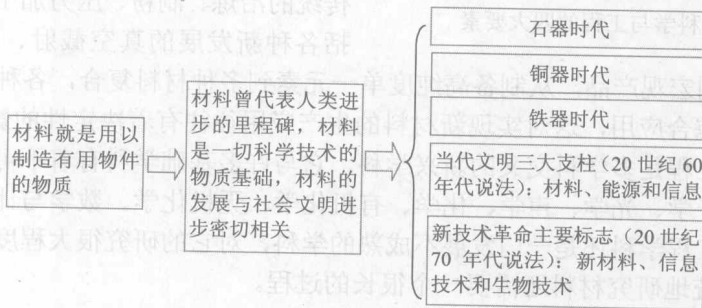 材料就是用以
制造有用物件
的物质
材料曾代表人类进
步的里程碑，材料
是一切科学技术的
物质基础，材料的
发展与社会文明进
步密切相关
石器时代
铜器时代
铁器时代
当代文明三大支柱（20 世纪 60
年代说法）：材料、能源和信息
新技术革命主要标志（20 世纪
70 年代说法）：新材料、信息
技术和生物技术